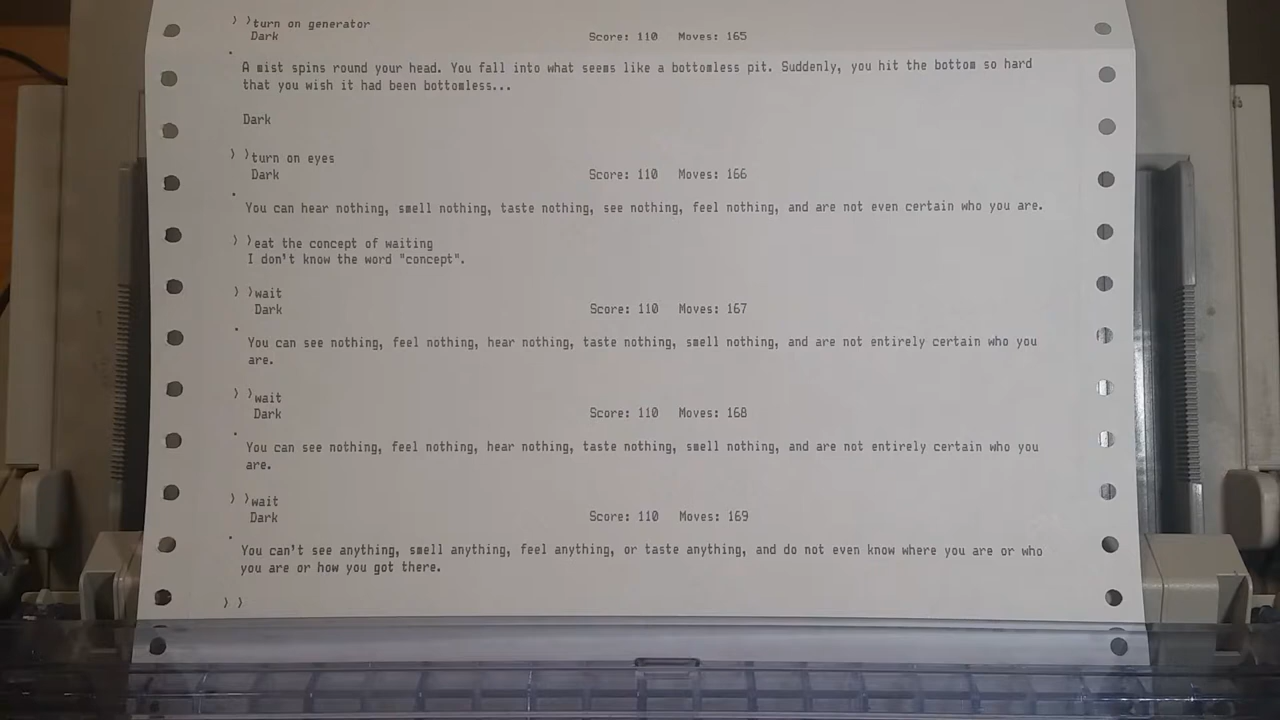 > >turn on generator
Dark Score: 110 Moves: 165
.
A mist spins round your head. You fall into what seems like a bottomless pit. Suddenly, you hit the bottom so hard
that you wish it had been bottomless...
Dark
> >turn on eyes
Dark Score: 110 Moves: 166
.
You can hear nothing, smell nothing, taste nothing, see nothing, feel nothing, and are not even certain who you are.
> >eat the concept of waiting
I don't know the word "concept".
> >wait
Dark Score: 110 Moves: 167
.
You can see nothing, feel nothing, hear nothing, taste nothing, smell nothing, and are not entirely certain who you
are.
> >wait
Dark Score: 110 Moves: 168
.
You can see nothing, feel nothing, hear nothing, taste nothing, smell nothing, and are not entirely certain who you
are.
> >wait
Dark Score: 110 Moves: 169
.
You can't see anything, smell anything, feel anything, or taste anything, and do not even know where you are or who
you are or how you got there.
> >